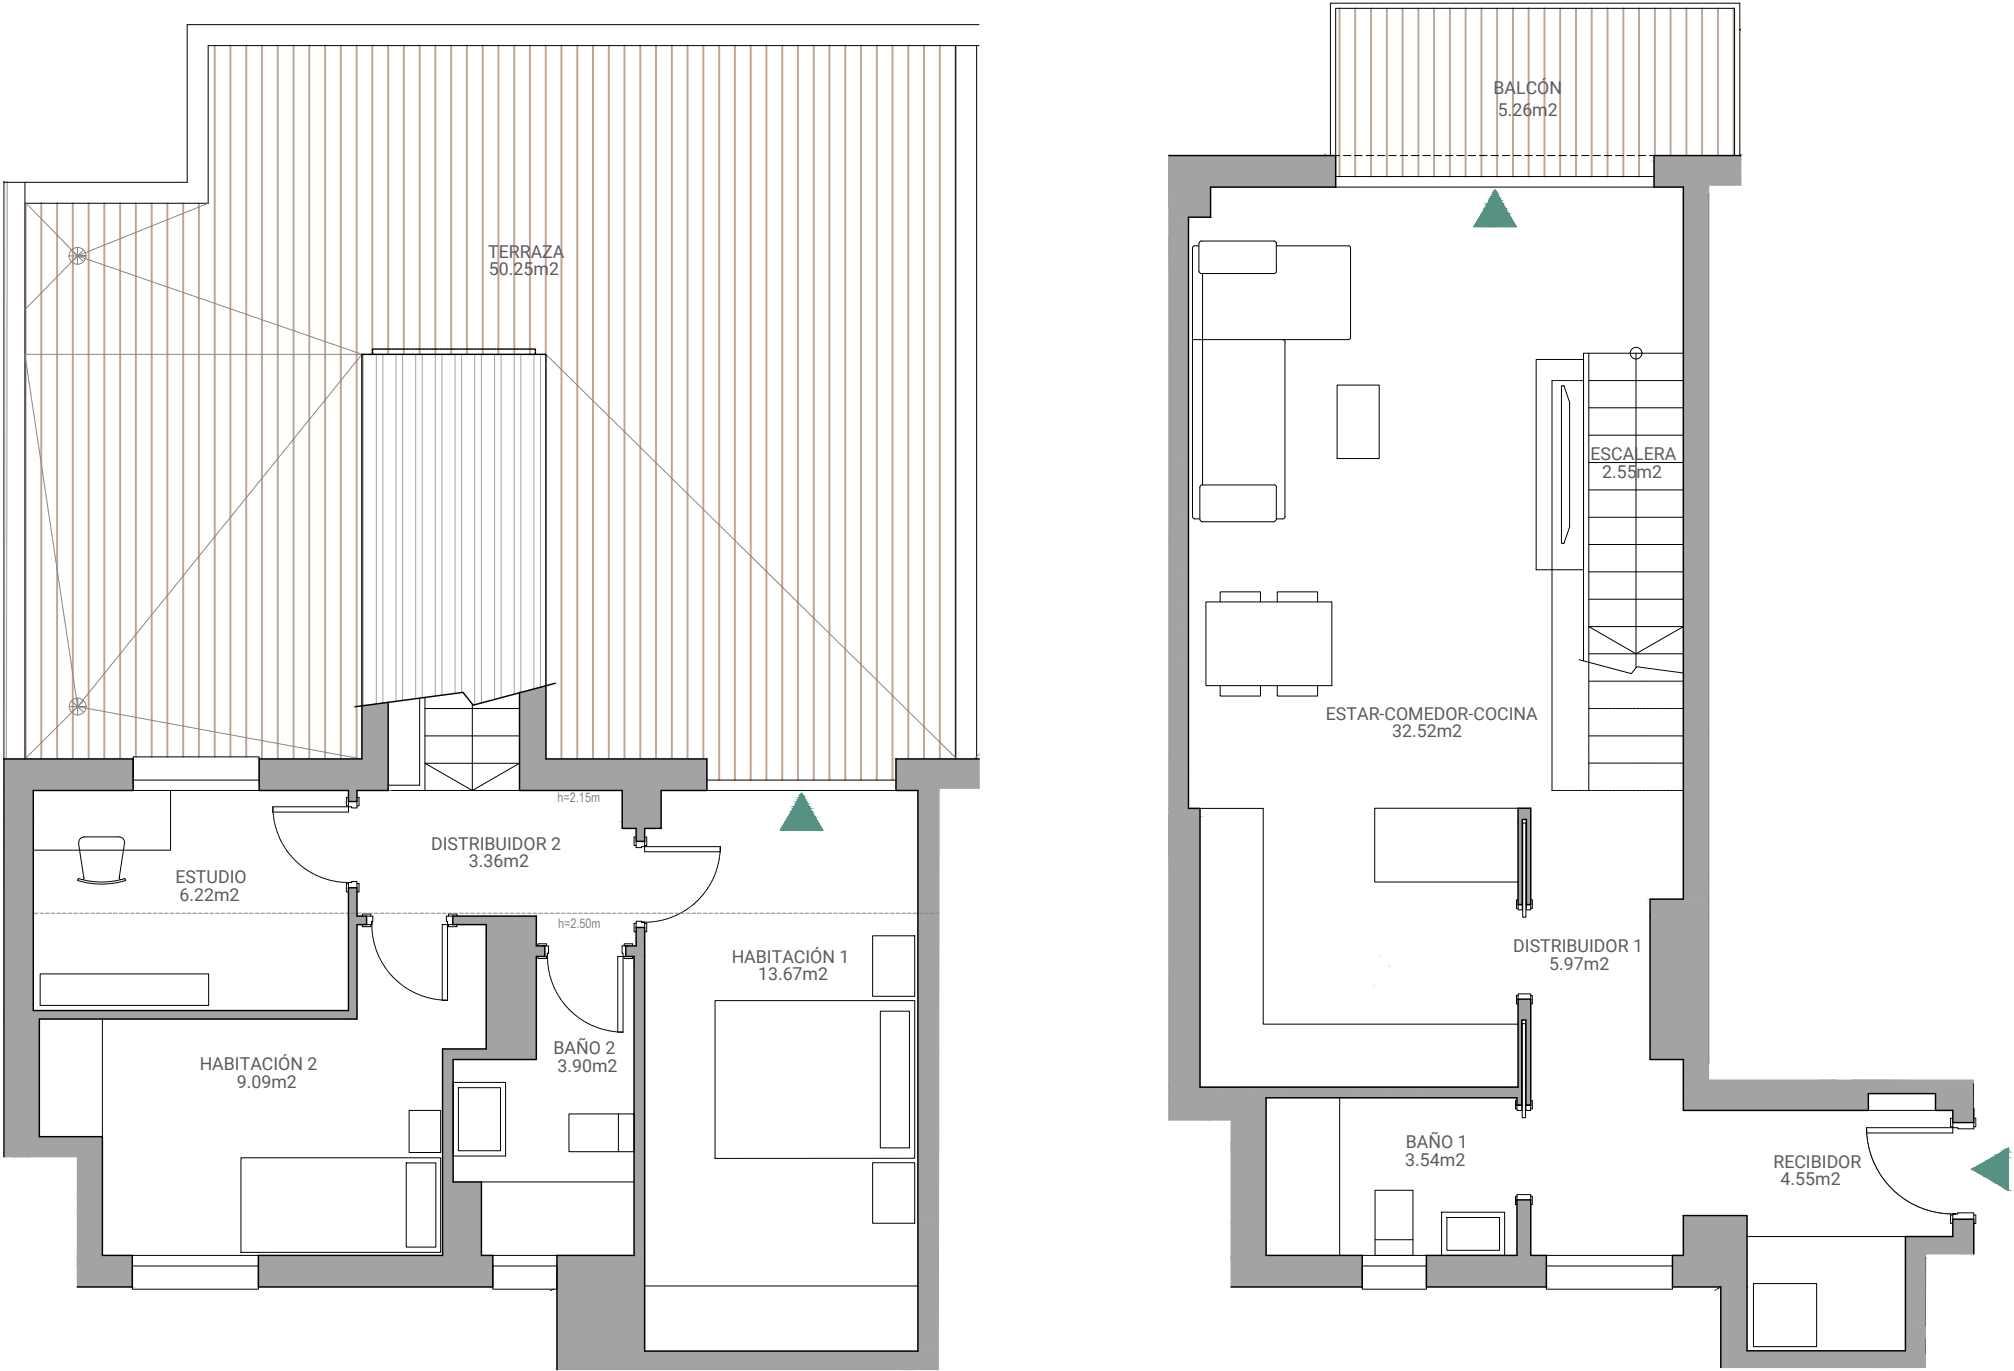 TERRAZA
50.25m2
h=2.15m
DISTRIBUIDOR 2
3.36m2
ESTUDIO
6.22m2
h=2.50m
HABITACIÓN 1
13.67m2
BAÑO 2
3.90m2
HABITACIÓN 2
9.09m2
BALCÓN
5.26m2
ESCALERA
2.55m2
ESTAR-COMEDOR-COCINA
32.52m2
DISTRIBUIDOR 1
5.97m2
BAÑO 1
3.54m2
RECIBIDOR
4.55m2